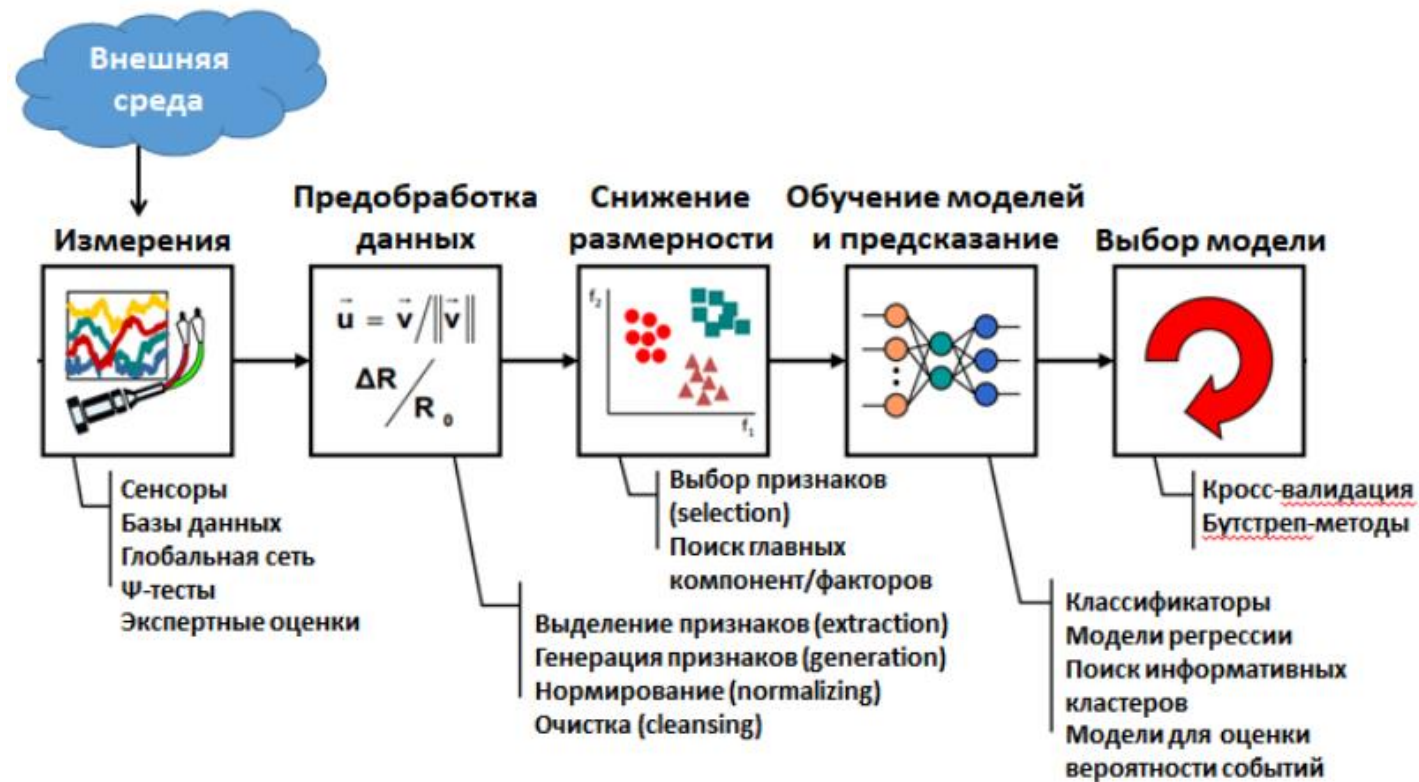 Внешняя
среда
Измерения
Предобработка
данных
Снижение
размерности
Обучение моделей
и предсказание
Выбор модели
u = v/||v||
ΔR/R₀
f₂
f₁
Сенсоры
Базы данных
Глобальная сеть
Ψ-тесты
Экспертные оценки
Выделение признаков (extraction)
Генерация признаков (generation)
Нормирование (normalizing)
Очистка (cleansing)
Выбор признаков
(selection)
Поиск главных
компонент/факторов
Классификаторы
Модели регрессии
Поиск информативных
кластеров
Модели для оценки
вероятности событий
Кросс-валидация
Бутстреп-методы